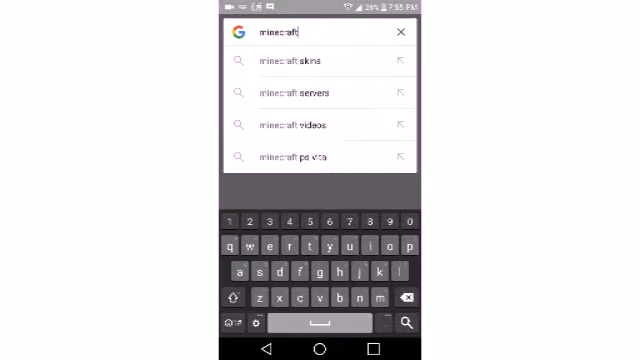 28% 7:55 PM
minecraft
minecraft skins
minecraft servers
minecraft videos
minecraft ps vita
1 2 3 4 5 6 7 8 9 0
q w e r t y u i o p
a s d f g h j k l
z x c v b n m